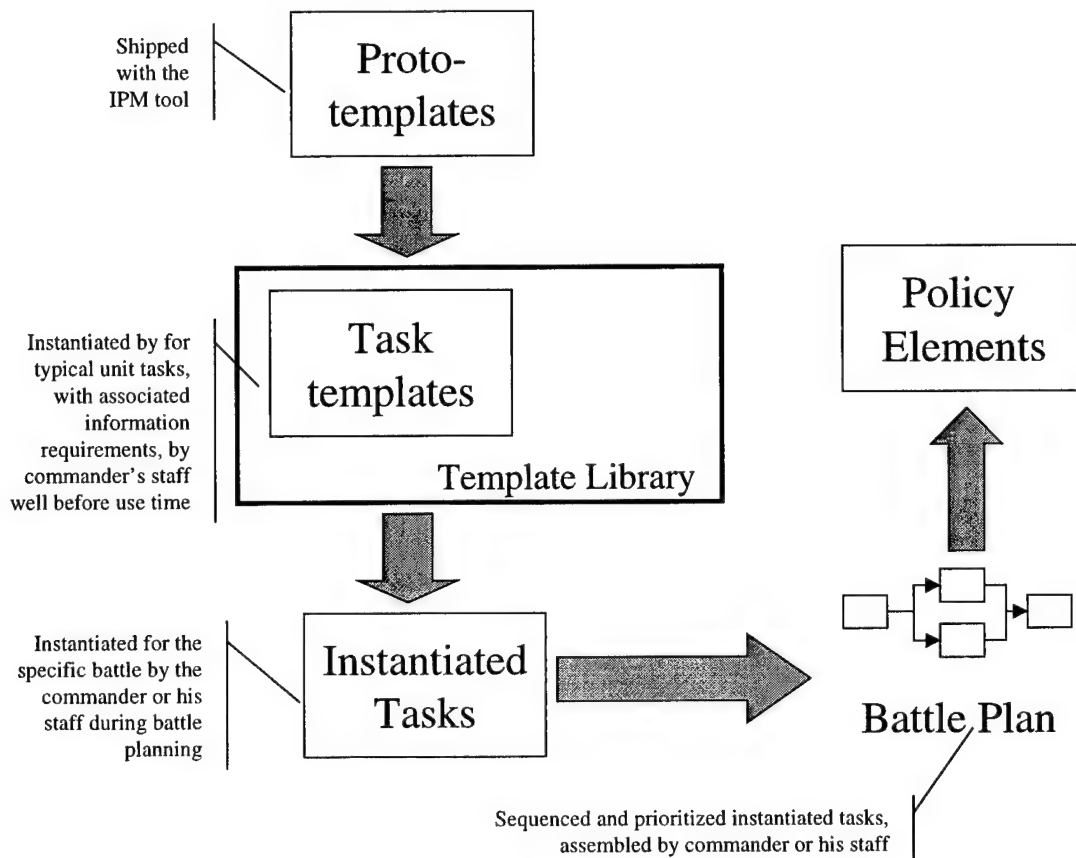 Shipped
with the
IPM tool
Proto-
templates
Instantiated by for
typical unit tasks,
with associated
information
requirements, by
commander's staff
well before use time
Task
templates
Template Library
Policy
Elements
Instantiated for the
specific battle by the
commander or his
staff during battle
planning
Instantiated
Tasks
Battle Plan
Sequenced and prioritized instantiated tasks,
assembled by commander or his staff